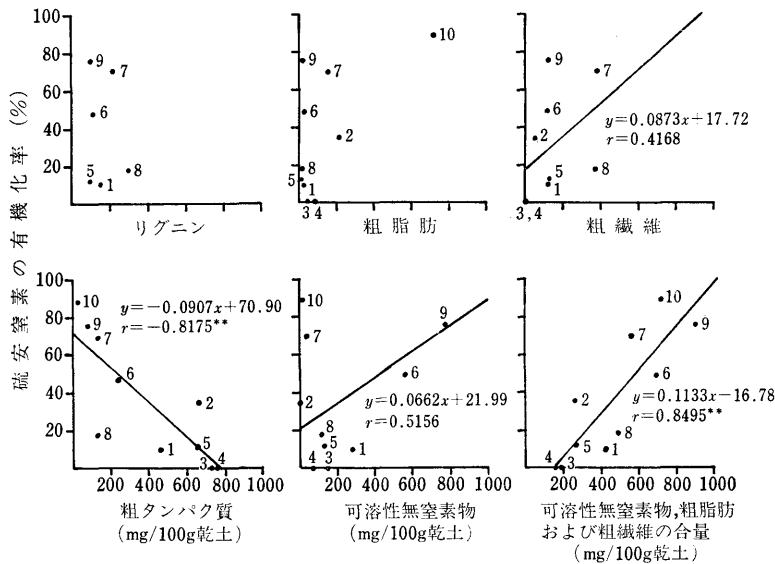 硫安窒素の有機化率 (%)
100
80
60
40
20
9
7
6
5
1
8
リグニン
10
9
7
6
2
8
5
1
3 4
粗脂肪
9
7
6
2
5
1
8
3,4
y=0.0873x+17.72
r=0.4168
粗繊維
100
80
60
40
20
10
9
7
6
8
2
1
5
3
4
y=−0.0907x+70.90
r=−0.8175**
0 200 400 600 800 1000
粗タンパク質
(mg/100g乾土)
10
7
9
6
2
8
5
1
4 3
y=0.0662x+21.99
r=0.5156
0 200 400 600 800 1000
可溶性無窒素物
(mg/100g乾土)
10
9
7
6
2
8
5
1
4
3
y=0.1133x−16.78
r=0.8495**
0 200 400 600 800 1000
可溶性無窒素物,粗脂肪
および粗繊維の合量
(mg/100g乾土)